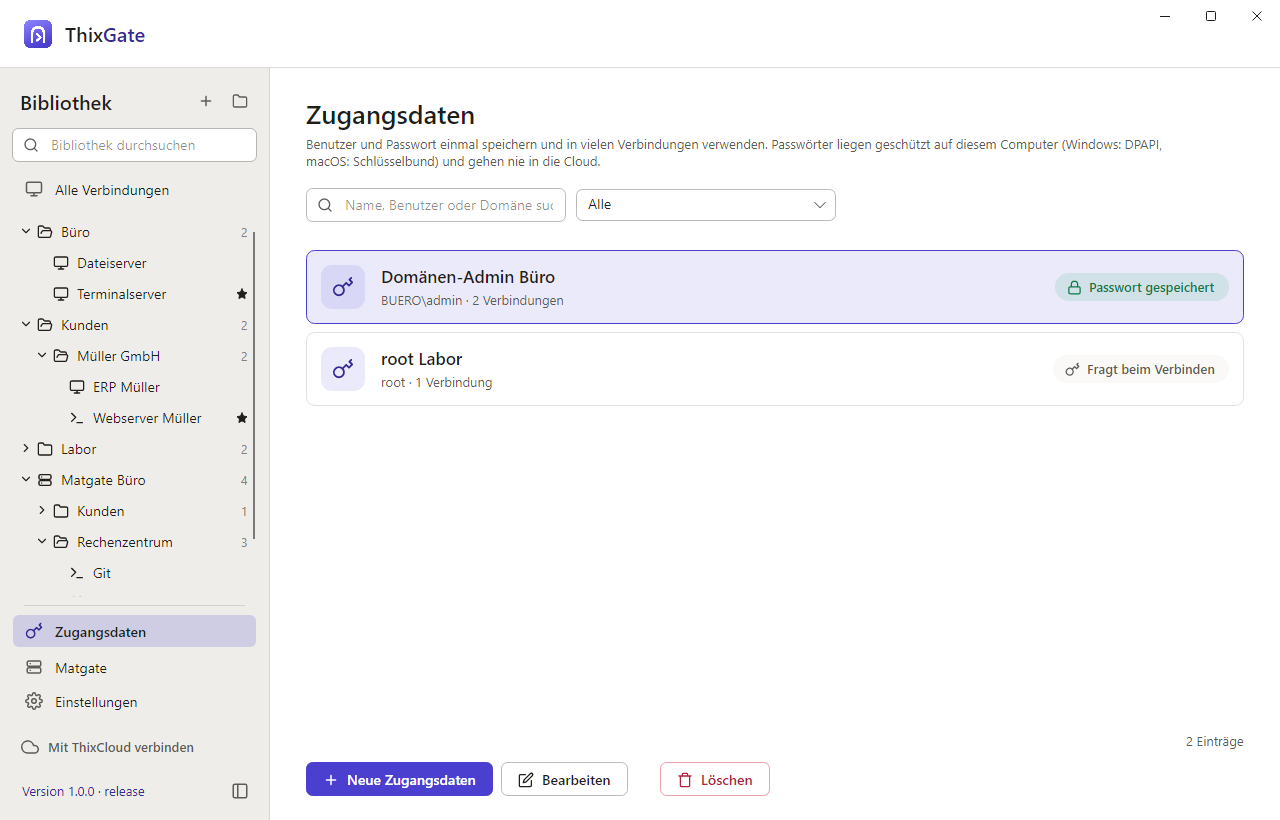 ThixGate
Bibliothek
Bibliothek durchsuchen
Alle Verbindungen
Büro 2
Dateiserver
Terminalserver
Kunden 2
Müller GmbH 2
ERP Müller
Webserver Müller
Labor 2
Matgate Büro 4
Kunden 1
Rechenzentrum 3
Git
Zugangsdaten
Matgate
Einstellungen
Mit ThixCloud verbinden
Version 1.0.0 · release
Zugangsdaten
Benutzer und Passwort einmal speichern und in vielen Verbindungen verwenden. Passwörter liegen geschützt auf diesem Computer (Windows: DPAPI,
macOS: Schlüsselbund) und gehen nie in die Cloud.
Name, Benutzer oder Domäne suc
Alle
Domänen-Admin Büro
BUERO\admin · 2 Verbindungen
Passwort gespeichert
root Labor
root · 1 Verbindung
Fragt beim Verbinden
2 Einträge
Neue Zugangsdaten
Bearbeiten
Löschen